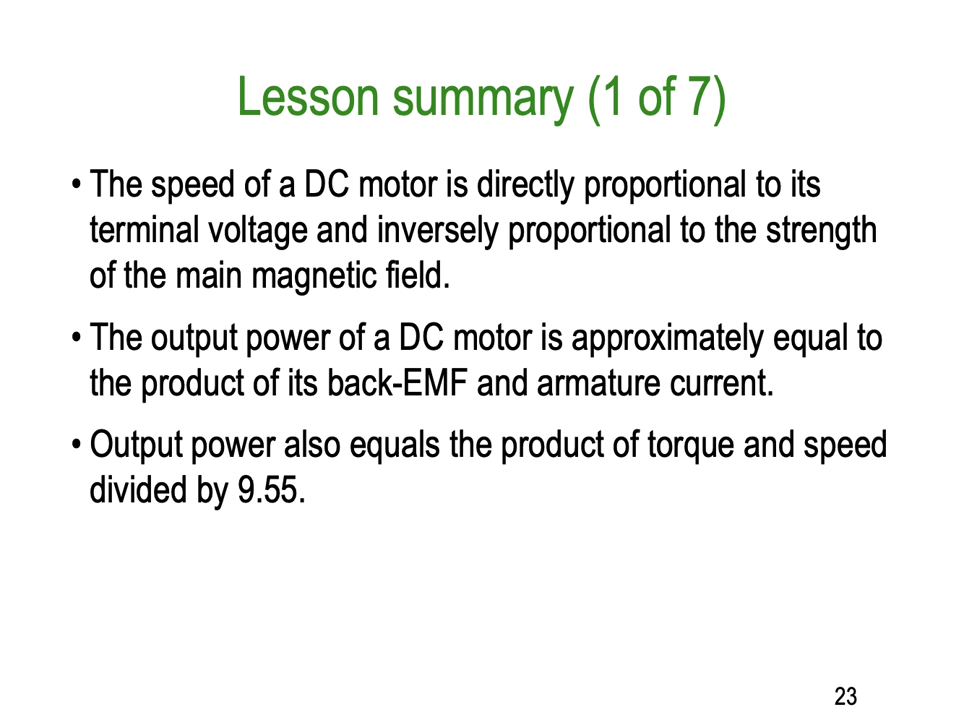 Lesson summary (1 of 7)
• The speed of a DC motor is directly proportional to its
terminal voltage and inversely proportional to the strength
of the main magnetic field.
• The output power of a DC motor is approximately equal to
the product of its back-EMF and armature current.
• Output power also equals the product of torque and speed
divided by 9.55.
23